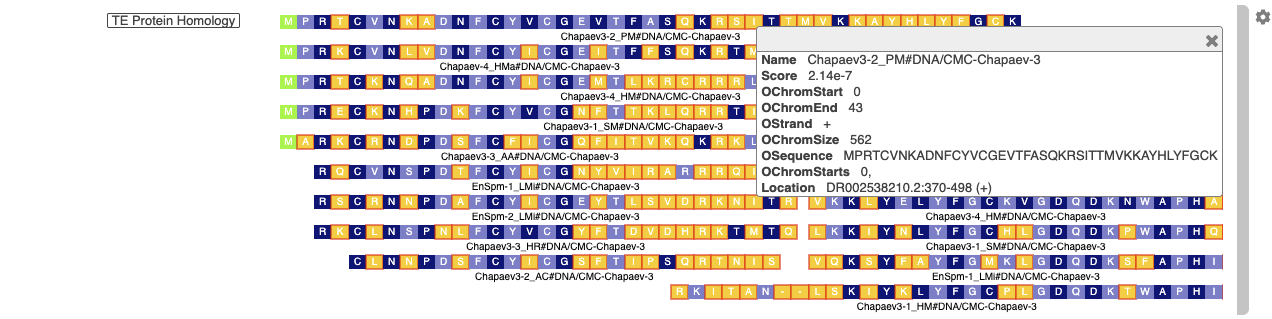 TE Protein Homology
M P R T C V N K A D N F C Y V C G E V T F A S Q K R S I T T M V K K A Y H L Y F G C K
Chapaev3-2_PM#DNA/CMC-Chapaev-3
M P R K C V N L V D N F C Y I C G E I T F F S Q K R T M
Chapaev-4_HMa#DNA/CMC-Chapaev-3
M P R T C K N Q A D N F C Y I C G E M T L K R C R R R L
Chapaev3-4_HM#DNA/CMC-Chapaev-3
M P R E C K N H P D K F C Y V C G N F T T K L Q R R T I
Chapaev3-1_SM#DNA/CMC-Chapaev-3
M A R K C R N D P D S F C F I C G Q F I T V K Q K R K L
Chapaev3-3_AA#DNA/CMC-Chapaev-3
R Q C V N S P D T F C Y I C G N Y V I R A R R R Q I
EnSpm-1_LMi#DNA/CMC-Chapaev-3
Name Chapaev3-2_PM#DNA/CMC-Chapaev-3
Score 2.14e-7
OChromStart 0
OChromEnd 43
OStrand +
OChromSize 562
OSequence MPRTCVNKADNFCYVCGEVTFASQKRSITTMVKKAYHLYFGCK
OChromStarts 0,
Location DR002538210.2:370-498 (+)
R S C R N N P D A F C Y I C G E Y T L S V D R K N I T R V K K L Y E L Y F G C K V G D Q D K N W A P H A
EnSpm-2_LMi#DNA/CMC-Chapaev-3 Chapaev3-4_HM#DNA/CMC-Chapaev-3
R K C L N S P N L F C Y V C G Y F T D V D H R K T M T Q L K K I Y N L Y F G C H L G D Q D K P W A P H Q
Chapaev3-3_HR#DNA/CMC-Chapaev-3 Chapaev3-1_SM#DNA/CMC-Chapaev-3
C L N N P D S F C Y I C G S F T I P S Q R T N I S V Q K S Y F A Y F G M K L G D Q D K S F A P H I
Chapaev3-2_AC#DNA/CMC-Chapaev-3 EnSpm-1_LMi#DNA/CMC-Chapaev-3
R K I T A N - - L S K I Y K L Y F G C P L G D Q D K T W A P H I
Chapaev3-1_HM#DNA/CMC-Chapaev-3